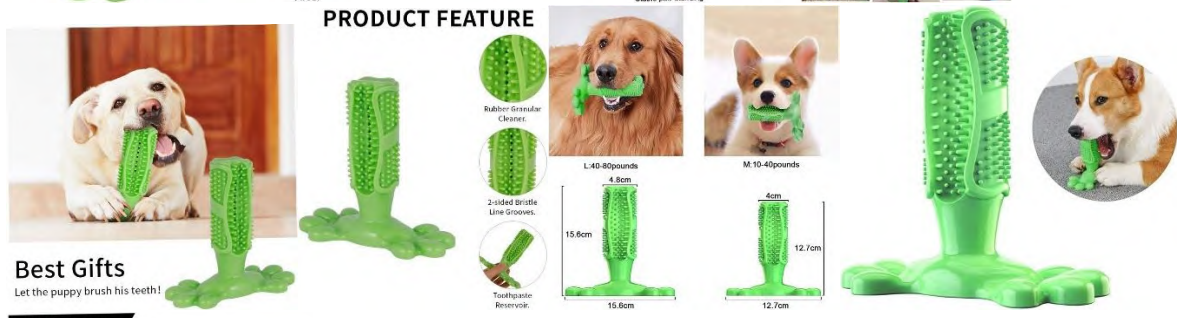 PRODUCT FEATURE
Best Gifts
Let the puppy brush his teeth!
Rubber Granular
Cleaner.
2-sided Bristle
Line Grooves.
Toothpaste
Reservoir.
L:40-80pounds
4.8cm
15.6cm
15.6cm
M:10-40pounds
4cm
12.7cm
12.7cm